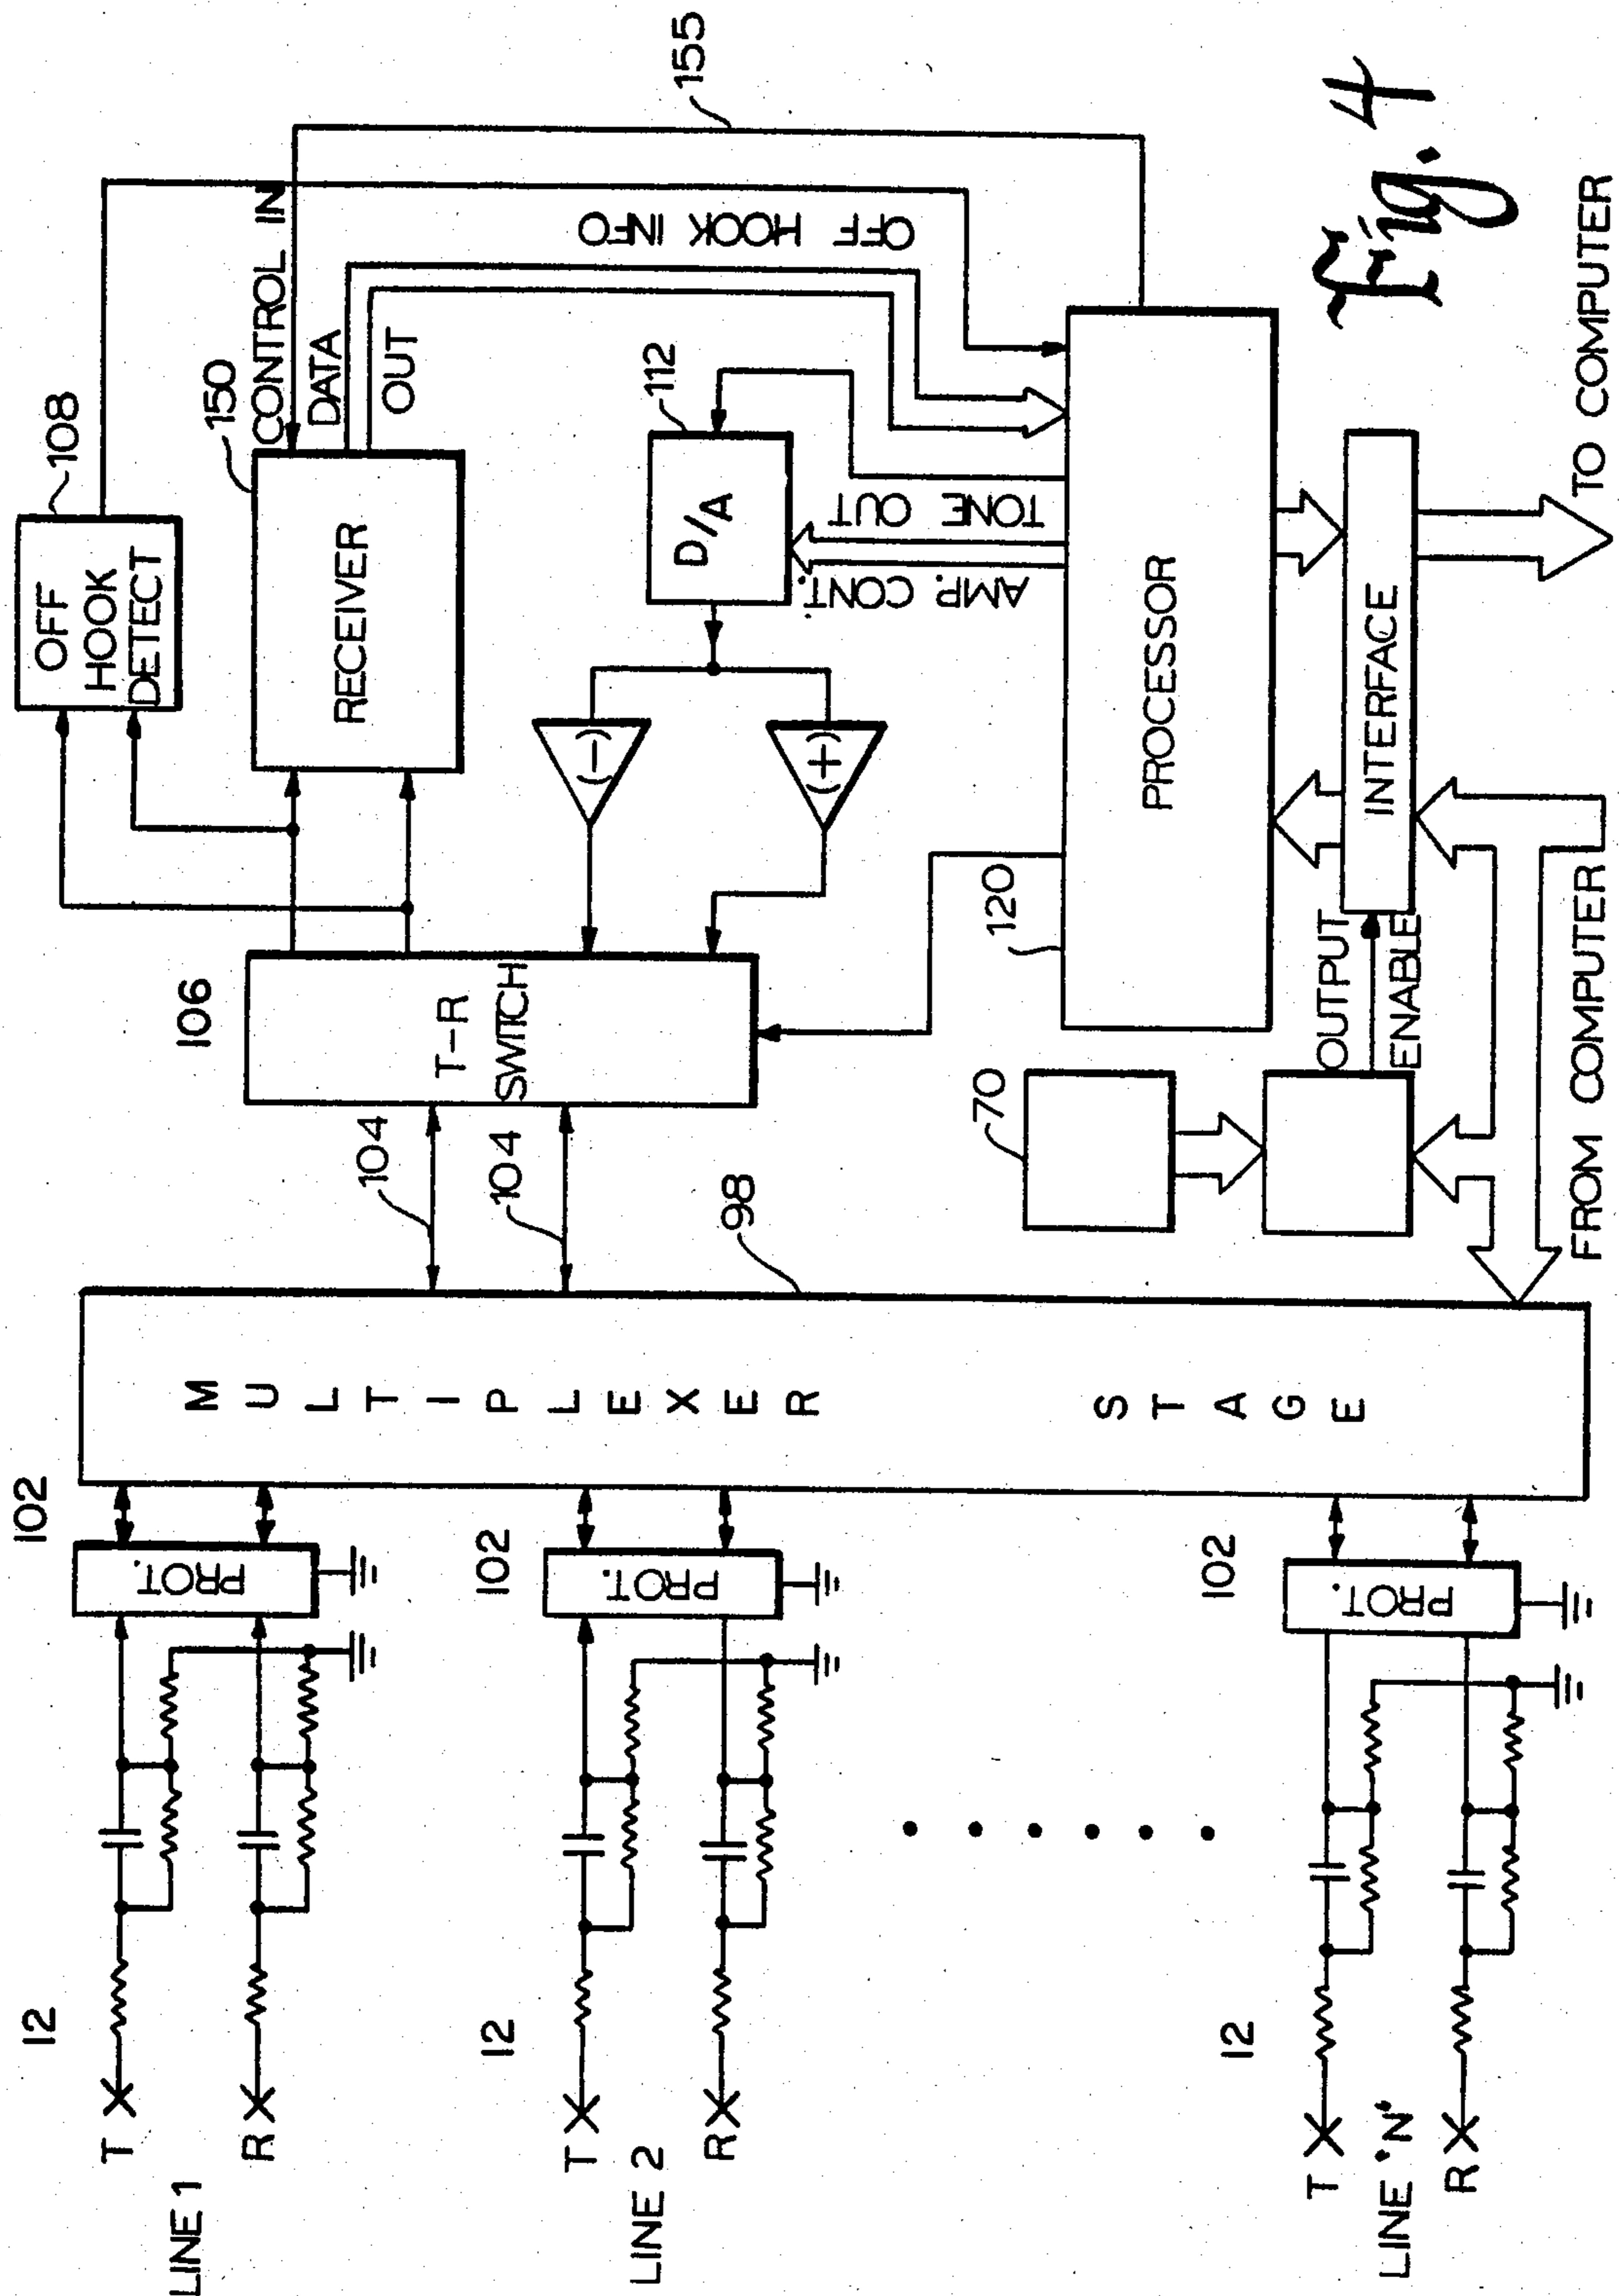 LINE 1
T
R
12
PROT.
102
LINE 2
T
R
12
PROT.
102
LINE 'N'
T
R
12
PROT.
102
MULTIPLEXER STAGE
98
104
104
106
T-R
SWITCH
OFF
HOOK
DETECT
108
RECEIVER
150
CONTROL IN
DATA
OUT
OFF HOOK INFO
155
D/A
112
TONE OUT
AMP. CONT.
PROCESSOR
120
70
OUTPUT
ENABLE
INTERFACE
FROM COMPUTER
TO COMPUTER
(-)
(+)
Fig. 4